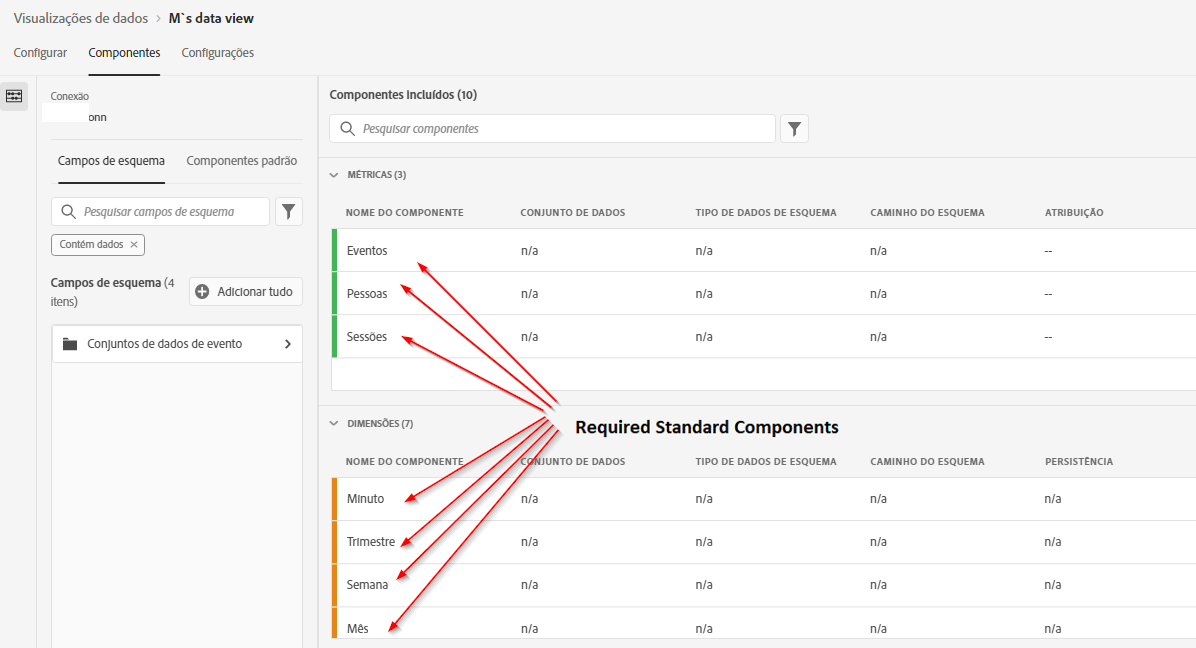 Visualizações de dados > M`s data view
Configurar Componentes Configurações
Conexão
onn
Campos de esquema Componentes padrão
Pesquisar campos de esquema
Contém dados ×
Campos de esquema (4
itens)
Adicionar tudo
Conjuntos de dados de evento
Componentes incluídos (10)
Pesquisar componentes
MÉTRICAS (3)
NOME DO COMPONENTE CONJUNTO DE DADOS TIPO DE DADOS DE ESQUEMA CAMINHO DO ESQUEMA ATRIBUIÇÃO
Eventos n/a n/a n/a --
Pessoas n/a n/a n/a --
Sessões n/a n/a n/a --
Required Standard Components
DIMENSÕES (7)
NOME DO COMPONENTE CONJUNTO DE DADOS TIPO DE DADOS DE ESQUEMA CAMINHO DO ESQUEMA PERSISTÊNCIA
Minuto n/a n/a n/a n/a
Trimestre n/a n/a n/a n/a
Semana n/a n/a n/a n/a
Mês n/a n/a n/a n/a